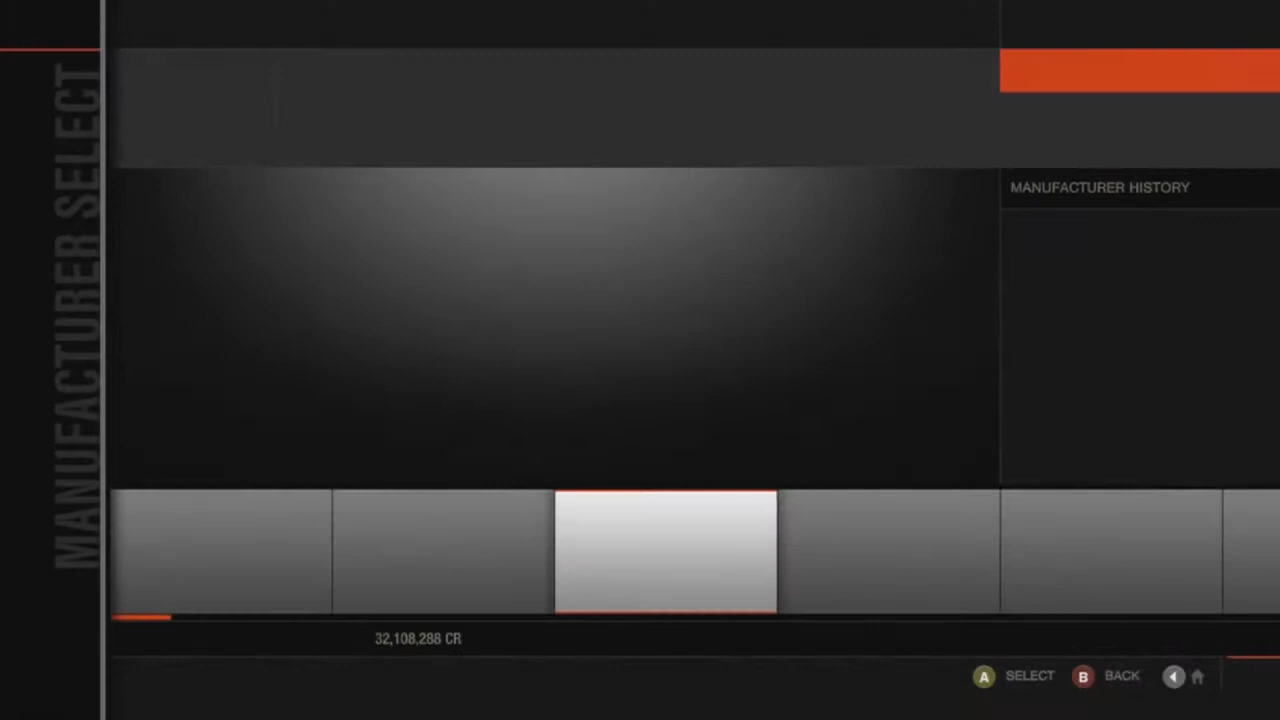 MANUFACTURER SELECT
MANUFACTURER HISTORY
32,108,288 CR
A SELECT B BACK